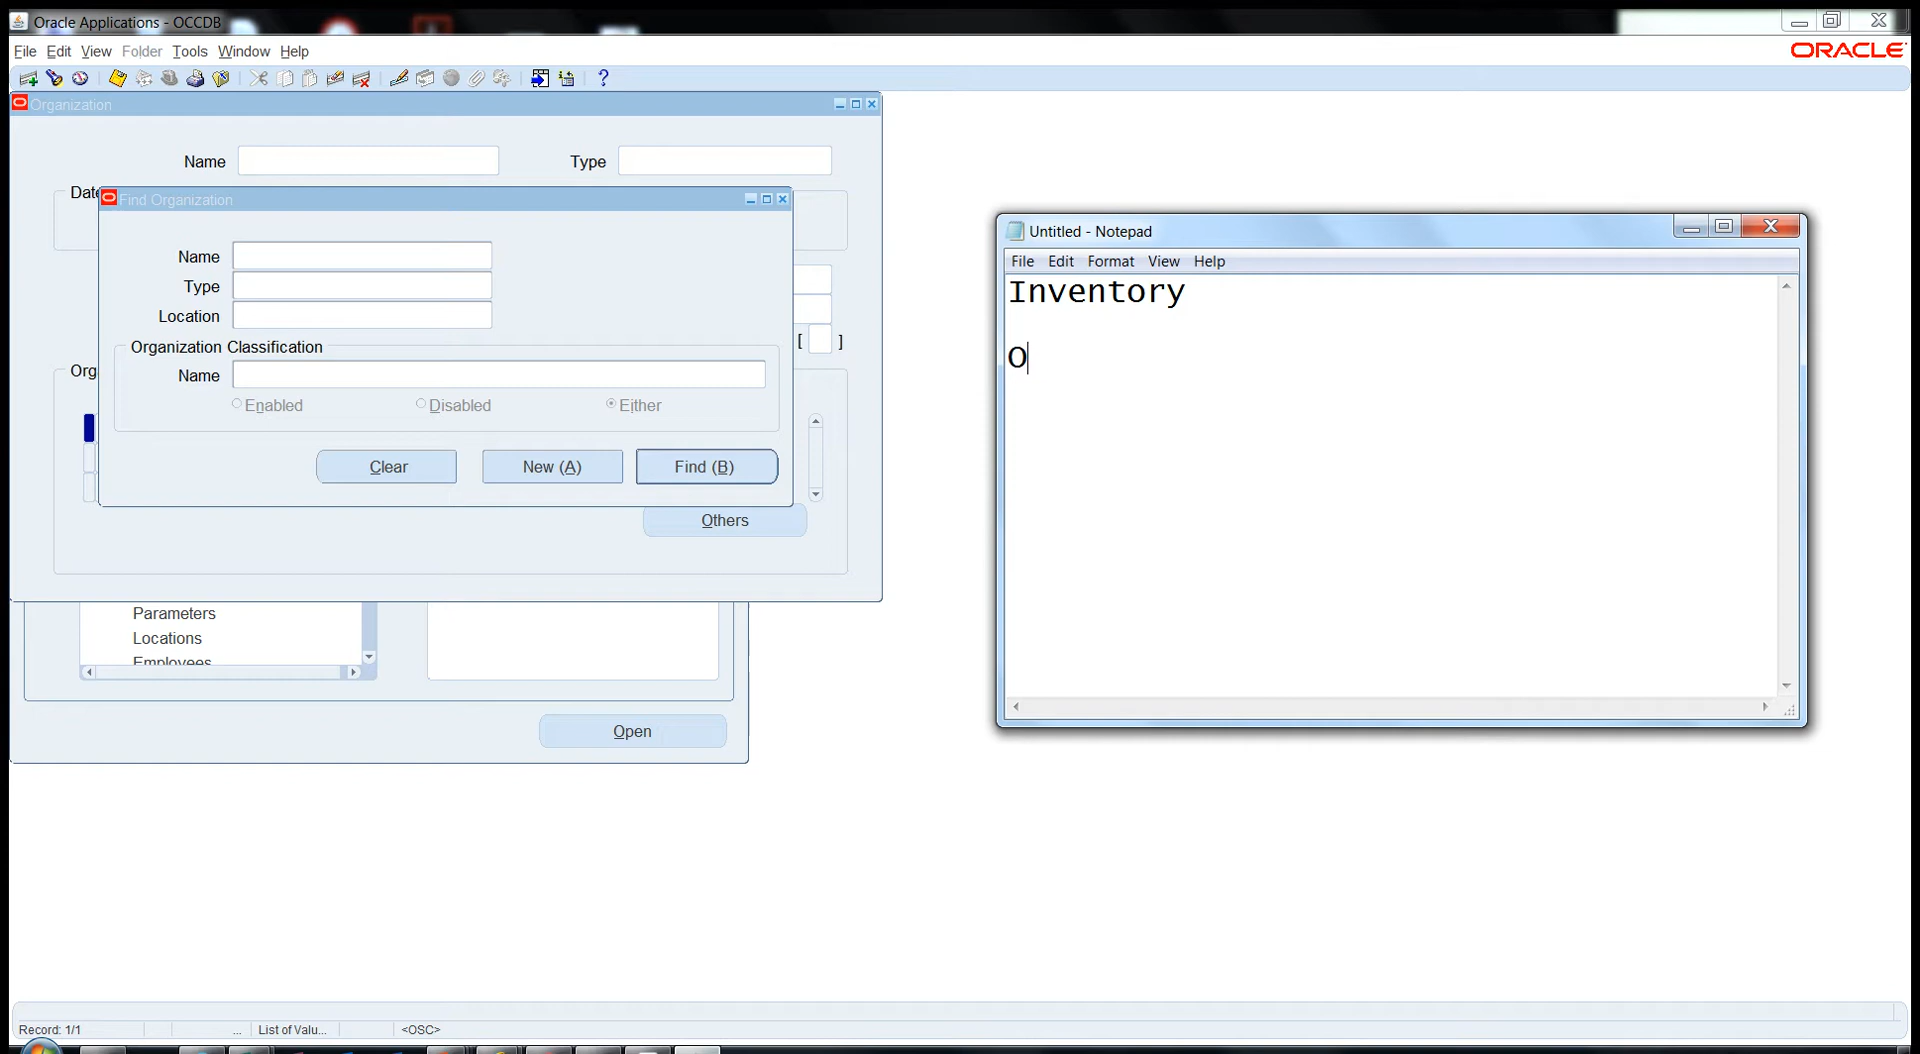 Oracle Applications - OCCDB
File Edit View Folder Tools Window Help
ORACLE
Organization
Name
Type
Date
Find Organization
Name
Type
Location
Organization Classification
Name
Enabled Disabled Either
[ ]
Org
Clear New (A) Find (B)
Others
Parameters
Locations
Employees
Open
Untitled - Notepad
File Edit Format View Help
Inventory
O
Record: 1/1 ... List of Valu... <OSC>